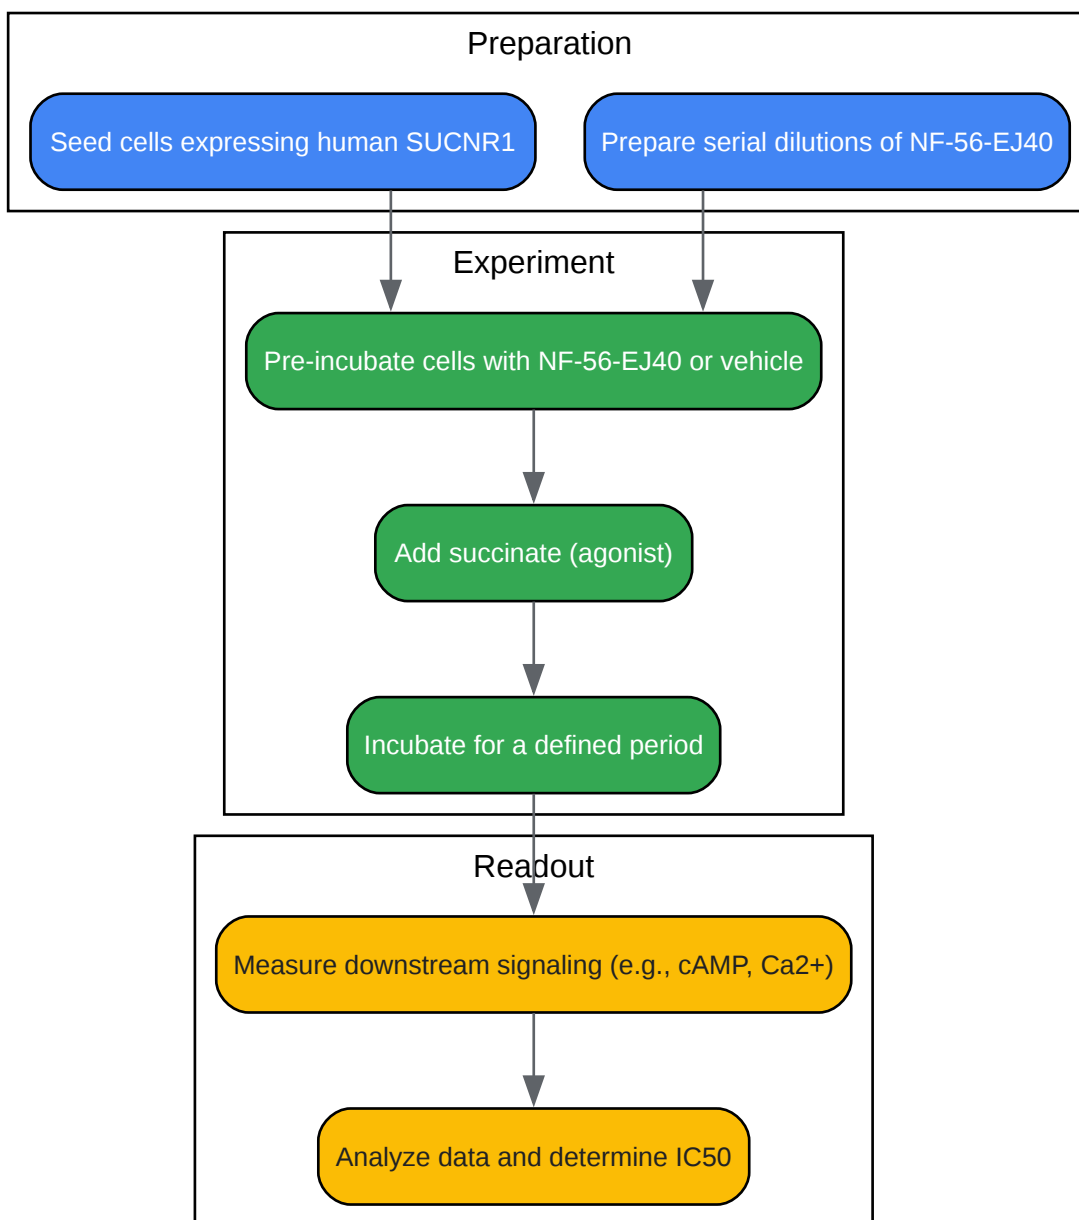 Preparation
Seed cells expressing human SUCNR1
Prepare serial dilutions of NF-56-EJ40
Experiment
Pre-incubate cells with NF-56-EJ40 or vehicle
Add succinate (agonist)
Incubate for a defined period
Readout
Measure downstream signaling (e.g., cAMP, Ca2+)
Analyze data and determine IC50